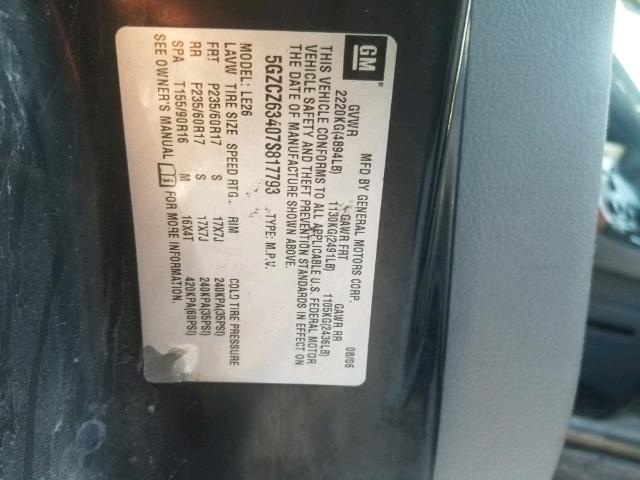 GM
®
MFD BY GENERAL MOTORS CORP. 08/06
GVWR GAWR FRT GAWR RR
2220KG(4894LB) 1130KG(2491LB) 1105KG(2436LB)
THIS VEHICLE CONFORMS TO ALL APPLICABLE U.S. FEDERAL MOTOR
VEHICLE SAFETY AND THEFT PREVENTION STANDARDS IN EFFECT ON
THE DATE OF MANUFACTURE SHOWN ABOVE.
5GZCZ63407S817793 TYPE: M.P.V.
MODEL: LE26
LAVW TIRE SIZE SPEED RTG. RIM COLD TIRE PRESSURE
FRT P235/60R17 S 17X7J 240KPA(35PSI)
RR P235/60R17 S 17X7J 240KPA(35PSI)
SPA T155/90R16 M 16X4T 420KPA(60PSI)
SEE OWNER'S MANUAL FOR MORE INFORMATION.